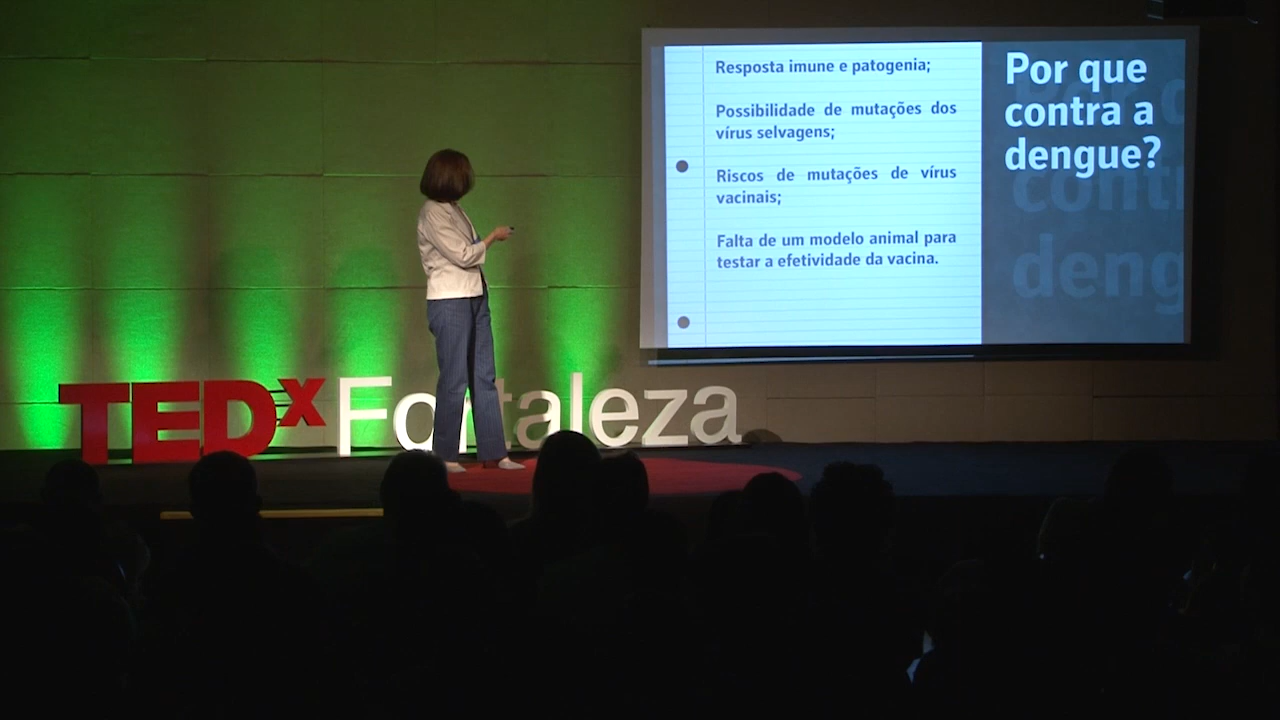 Resposta imune e patogenia;
Possibilidade de mutações dos
vírus selvagens;
Riscos de mutações de vírus
vacinais;
Falta de um modelo animal para
testar a efetividade da vacina.
Por que
contra a
dengue?
TEDx Fortaleza